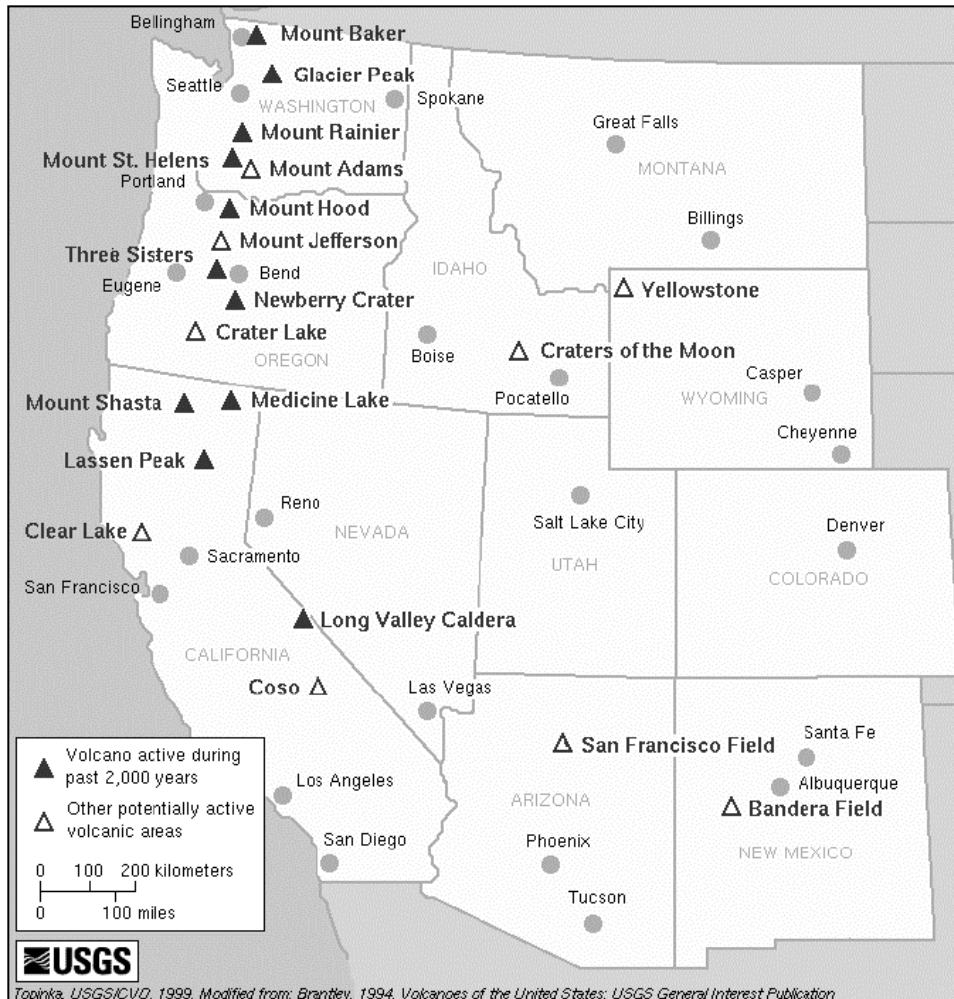 Bellingham
Mount Baker
Glacier Peak
Seattle
WASHINGTON
Spokane
Great Falls
Mount Rainier
Mount St. Helens
Mount Adams
MONTANA
Portland
Mount Hood
Billings
Mount Jefferson
Three Sisters
IDAHO
Eugene
Bend
Yellowstone
Newberry Crater
Crater Lake
OREGON
Boise
Craters of the Moon
Casper
Pocatello
WYOMING
Mount Shasta
Medicine Lake
Cheyenne
Lassen Peak
Reno
Salt Lake City
Denver
Clear Lake
NEVADA
Sacramento
UTAH
COLORADO
San Francisco
Long Valley Caldera
CALIFORNIA
Coso
Las Vegas
Santa Fe
San Francisco Field
Albuquerque
Los Angeles
ARIZONA
Bandera Field
San Diego
Phoenix
NEW MEXICO
Tucson
Volcano active during
past 2,000 years
Other potentially active
volcanic areas
0 100 200 kilometers
0 100 miles
USGS
Topinka, USGS/CVO, 1999, Modified from: Brantley, 1994, Volcanoes of the United States: USGS General Interest Publication